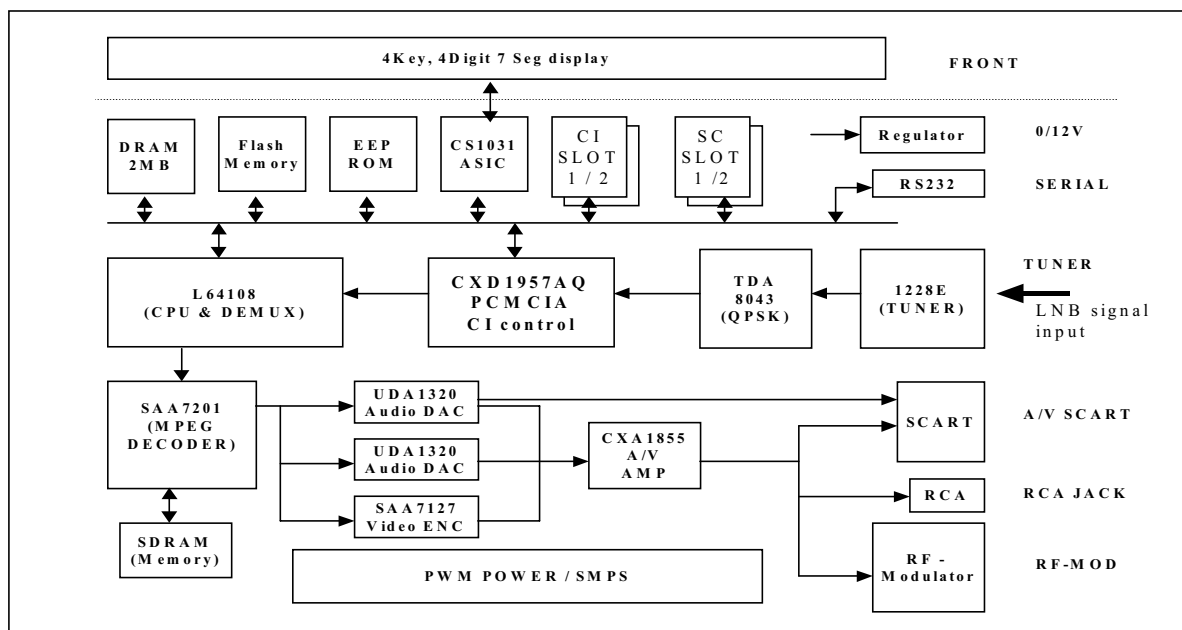 4Key, 4Digit 7 Seg display
FRONT
DRAM
2MB
Flash
Memory
EEP
ROM
CS1031
ASIC
CI
SLOT
1 / 2
SC
SLOT
1 /2
Regulator
0/12V
RS232
SERIAL
L64108
(CPU & DEMUX)
CXD1957AQ
PCMCIA
CI control
TDA
8043
(QPSK)
1228E
(TUNER)
TUNER
LNB signal
input
SAA7201
(MPEG
DECODER)
UDA1320
Audio DAC
UDA1320
Audio DAC
SAA7127
Video ENC
CXA1855
A/V
AMP
SCART
A/V SCART
RCA
RCA JACK
SDRAM
(Memory)
PWM POWER / SMPS
RF -
Modulator
RF-MOD